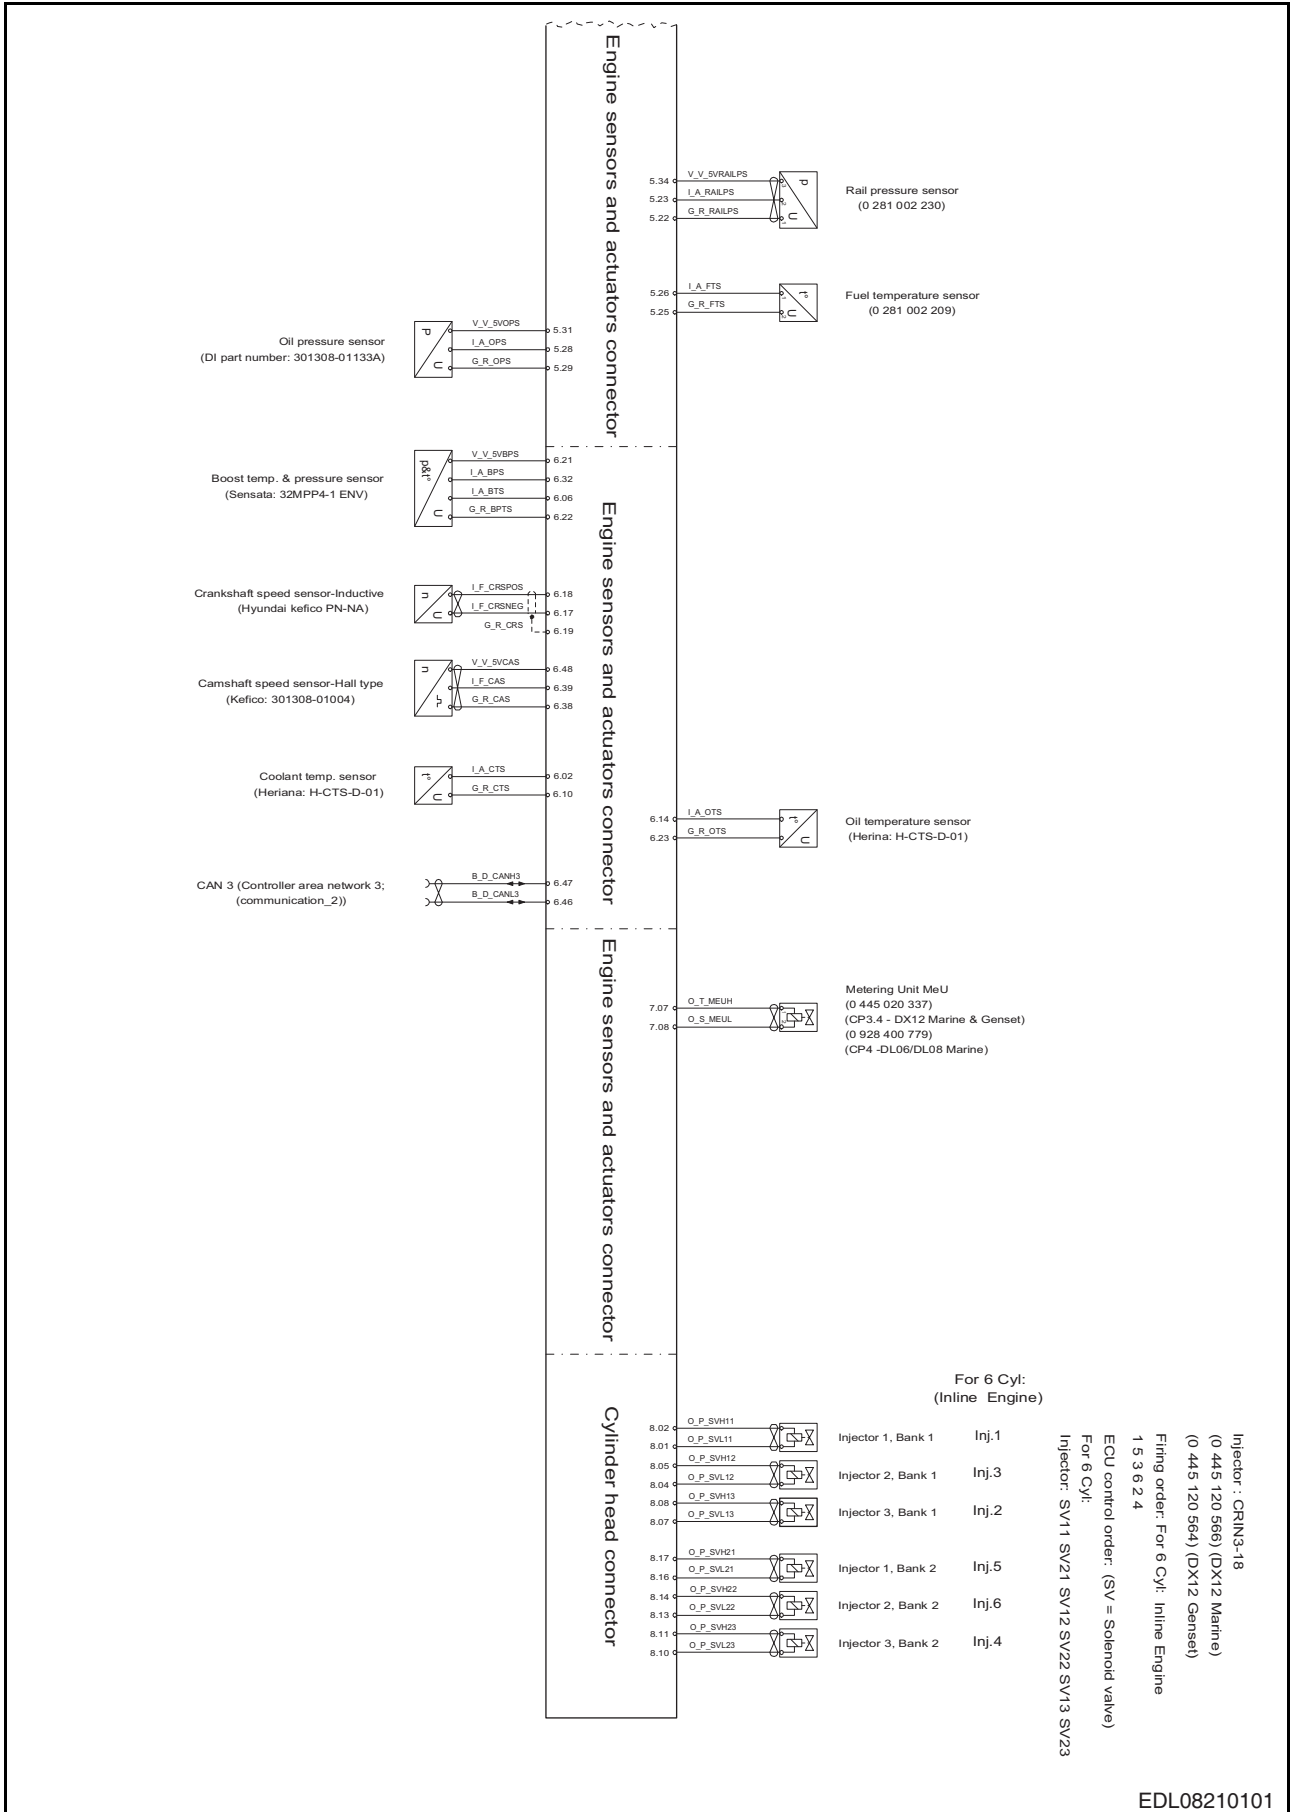 Engine sensors and actuators connector
5.34 V_V_5VRAILPS
5.23 I_A_RAILPS
5.22 G_R_RAILPS
P
U
3
2
1
Rail pressure sensor
(0 281 002 230)
5.26 I_A_FTS
5.25 G_R_FTS
t°
U
1
2
Fuel temperature sensor
(0 281 002 209)
Oil pressure sensor
(DI part number: 301308-01133A)
P
U
V_V_5VOPS 5.31
I_A_OPS 5.28
G_R_OPS 5.29
Engine sensors and actuators connector
Boost temp. & pressure sensor
(Sensata: 32MPP4-1 ENV)
p&t°
U
V_V_5VBPS 6.21
I_A_BPS 6.32
I_A_BTS 6.06
G_R_BPTS 6.22
Crankshaft speed sensor-Inductive
(Hyundai kefico PN-NA)
n
U
I_F_CRSPOS 6.18
I_F_CRSNEG 6.17
G_R_CRS 6.19
Camshaft speed sensor-Hall type
(Kefico: 301308-01004)
n
V_V_5VCAS 6.48
I_F_CAS 6.39
G_R_CAS 6.38
Coolant temp. sensor
(Heriana: H-CTS-D-01)
t°
U
I_A_CTS 6.02
G_R_CTS 6.10
6.14 I_A_OTS
6.23 G_R_OTS
t°
U
Oil temperature sensor
(Herina: H-CTS-D-01)
CAN 3 (Controller area network 3;
(communication_2))
B_D_CANH3 6.47
B_D_CANL3 6.46
Engine sensors and actuators connector
7.07 O_T_MEUH
7.08 O_S_MEUL
Metering Unit MeU
(0 445 020 337)
(CP3.4 - DX12 Marine & Genset)
(0 928 400 779)
(CP4 -DL06/DL08 Marine)
Cylinder head connector
For 6 Cyl:
(Inline Engine)
8.02 O_P_SVH11
8.01 O_P_SVL11
Injector 1, Bank 1 Inj.1
8.05 O_P_SVH12
8.04 O_P_SVL12
Injector 2, Bank 1 Inj.3
8.08 O_P_SVH13
8.07 O_P_SVL13
Injector 3, Bank 1 Inj.2
8.17 O_P_SVH21
8.16 O_P_SVL21
Injector 1, Bank 2 Inj.5
8.14 O_P_SVH22
8.13 O_P_SVL22
Injector 2, Bank 2 Inj.6
8.11 O_P_SVH23
8.10 O_P_SVL23
Injector 3, Bank 2 Inj.4
Injector : CRIN3-18
(0 445 120 566) (DX12 Marine)
(0 445 120 564) (DX12 Genset)
Firing order: For 6 Cyl: Inline Engine
1 5 3 6 2 4
ECU control order: (SV = Solenoid valve)
For 6 Cyl:
Injector: SV11 SV21 SV12 SV22 SV13 SV23
EDL08210101